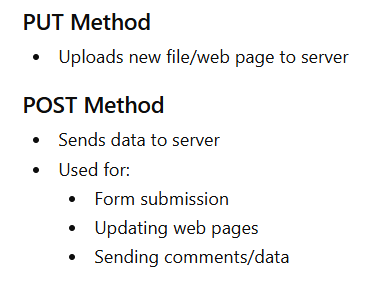 PUT Method
• Uploads new file/web page to server
POST Method
• Sends data to server
• Used for:
• Form submission
• Updating web pages
• Sending comments/data